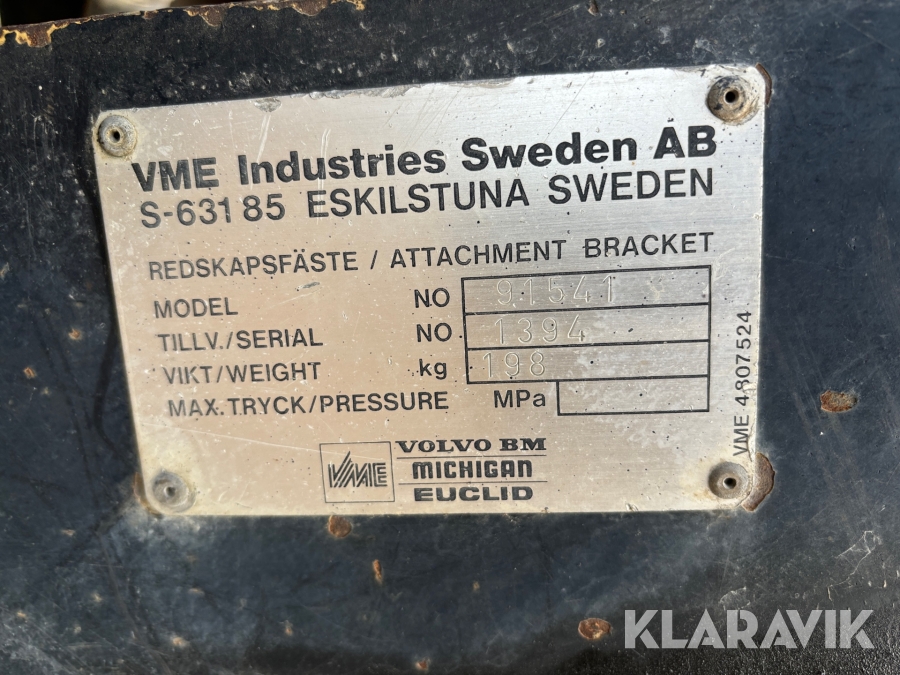 VME Industries Sweden AB
S-631 85 ESKILSTUNA SWEDEN
REDSKAPSFÄSTE / ATTACHMENT BRACKET
MODEL NO 91541
TILLV./SERIAL NO 1394
VIKT/WEIGHT kg 198
MAX. TRYCK/PRESSURE MPa
VME 4807524
VME
VOLVO BM
MICHIGAN
EUCLID
KLARAVIK